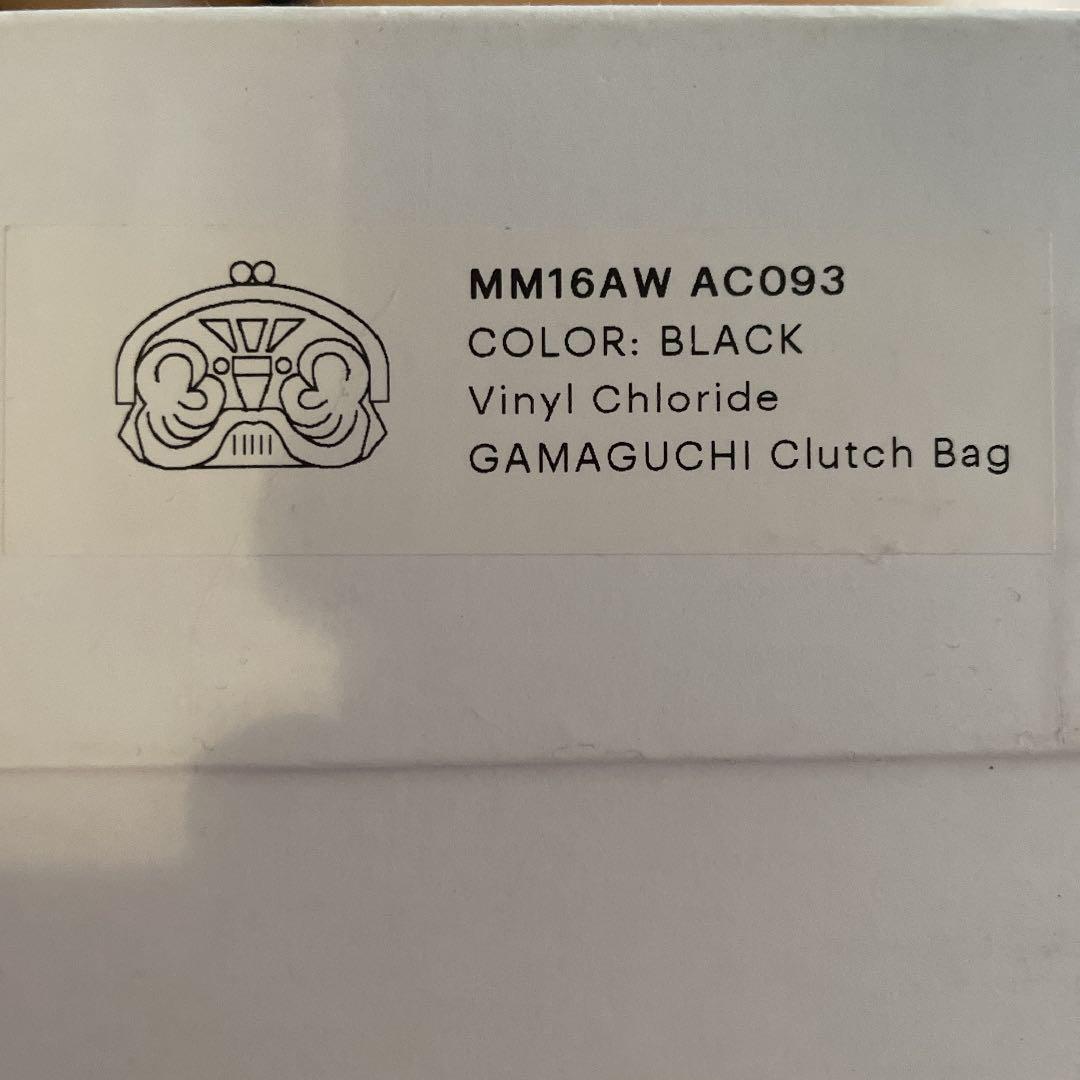 MM16AW AC093
COLOR: BLACK
Vinyl Chloride
GAMAGUCHI Clutch Bag